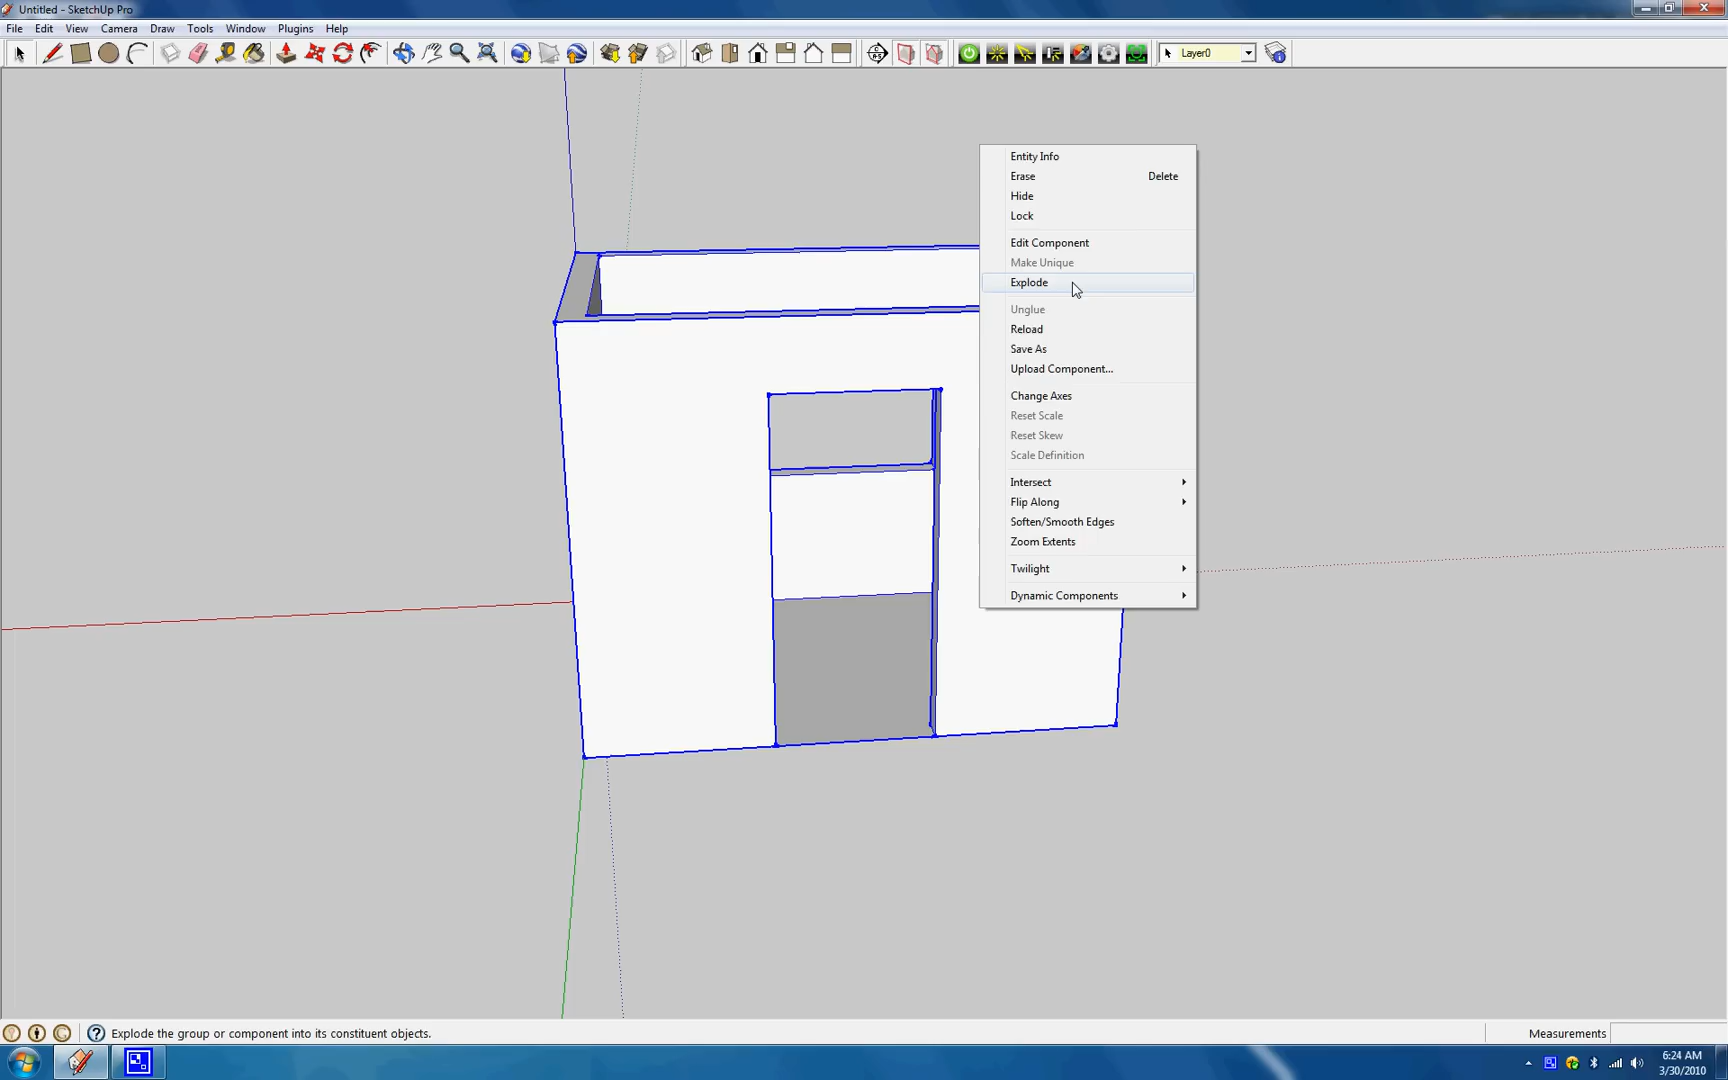 Untitled - SketchUp Pro
File Edit View Camera Draw Tools Window Plugins Help
Layer0
Entity Info
Erase Delete
Hide
Lock
Edit Component
Make Unique
Explode
Unglue
Reload
Save As
Upload Component...
Change Axes
Reset Scale
Reset Skew
Scale Definition
Intersect
Flip Along
Soften/Smooth Edges
Zoom Extents
Twilight
Dynamic Components
Explode the group or component into its constituent objects.
Measurements
6:24 AM
3/30/2010